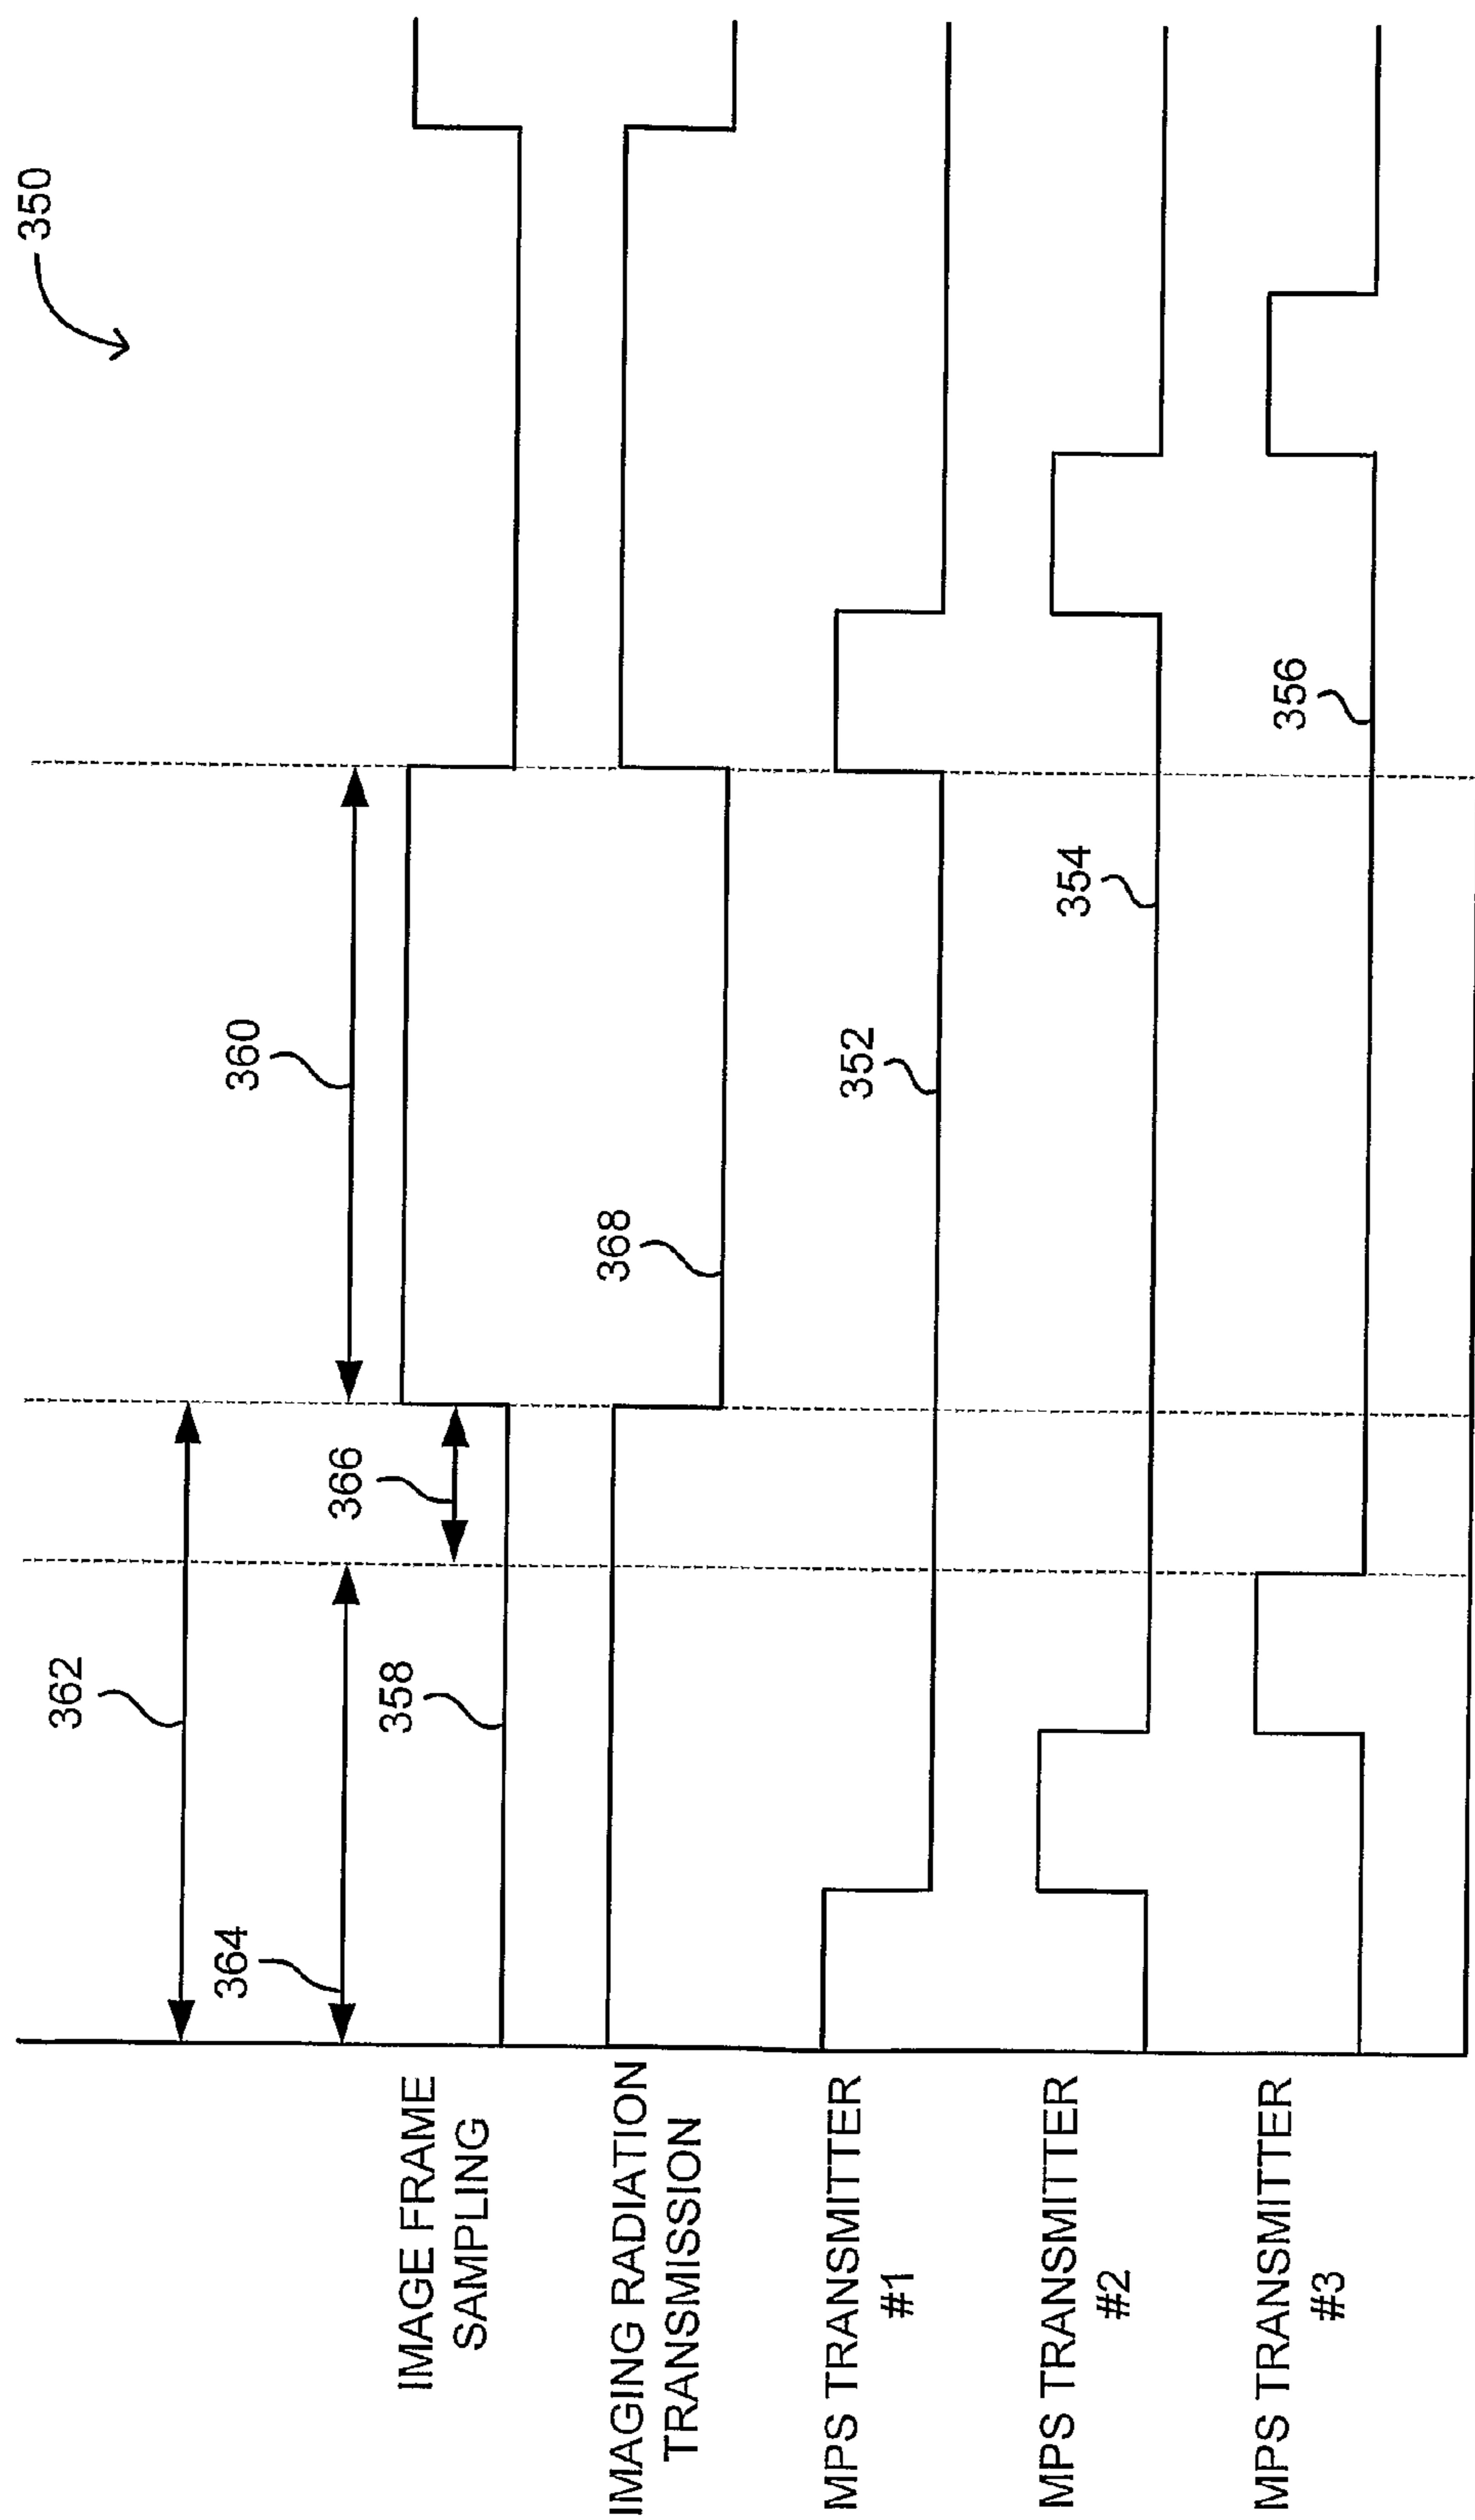 350
362
360
364
366
358
IMAGE FRAME
SAMPLING
368
IMAGING RADIATION
TRANSMISSION
352
MPS TRANSMITTER
#1
354
MPS TRANSMITTER
#2
356
MPS TRANSMITTER
#3